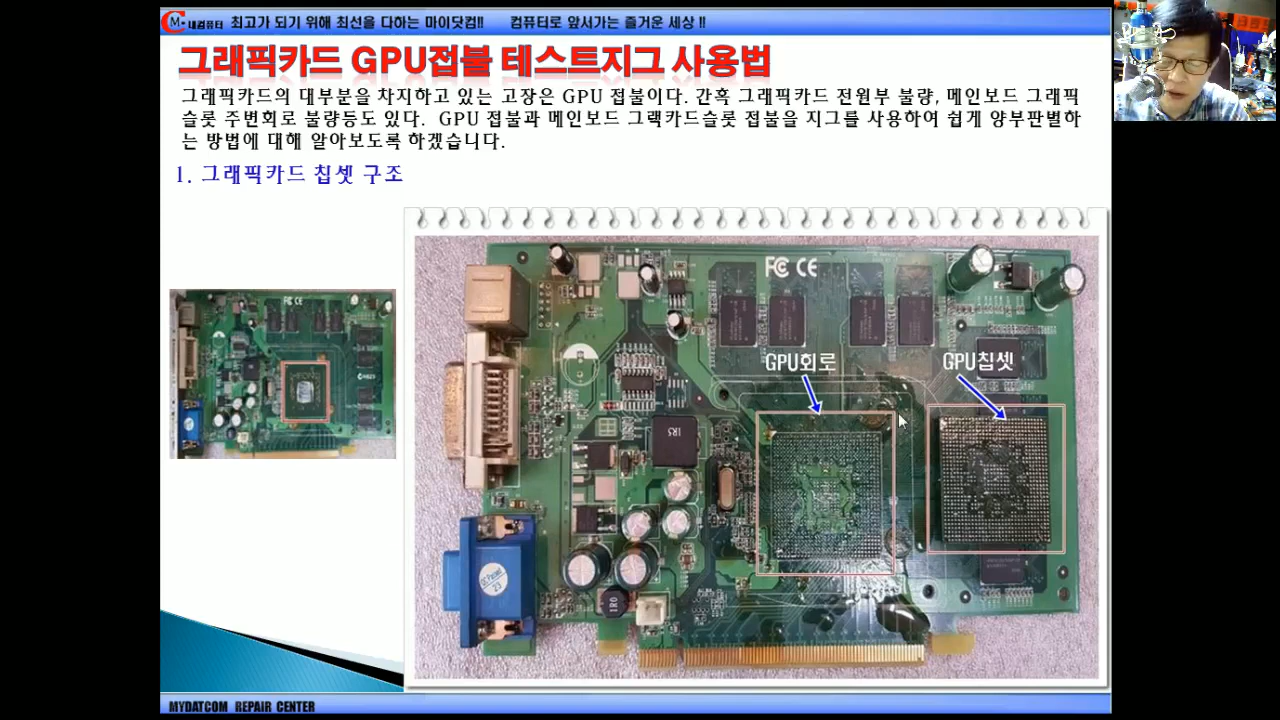 CM 대컴퓨터 최고가 되기 위해 최선을 다하는 마이닷컴!! 컴퓨터로 앞서가는 즐거운 세상 !!
그래픽카드 GPU접불 테스트지그 사용법
그래픽카드의 대부분을 차지하고 있는 고장은 GPU 접불이다. 간혹 그래픽카드 전원부 불량, 메인보드 그래픽
슬롯 주변회로 불량등도 있다. GPU 접불과 메인보드 그랙카드슬롯 접불을 지그를 사용하여 쉽게 양부판별하
는 방법에 대해 알아보도록 하겠습니다.
1. 그래픽카드 칩셋 구조
FC CE
GPU회로
GPU칩셋
1R5
1R0
MYDATCOM REPAIR CENTER